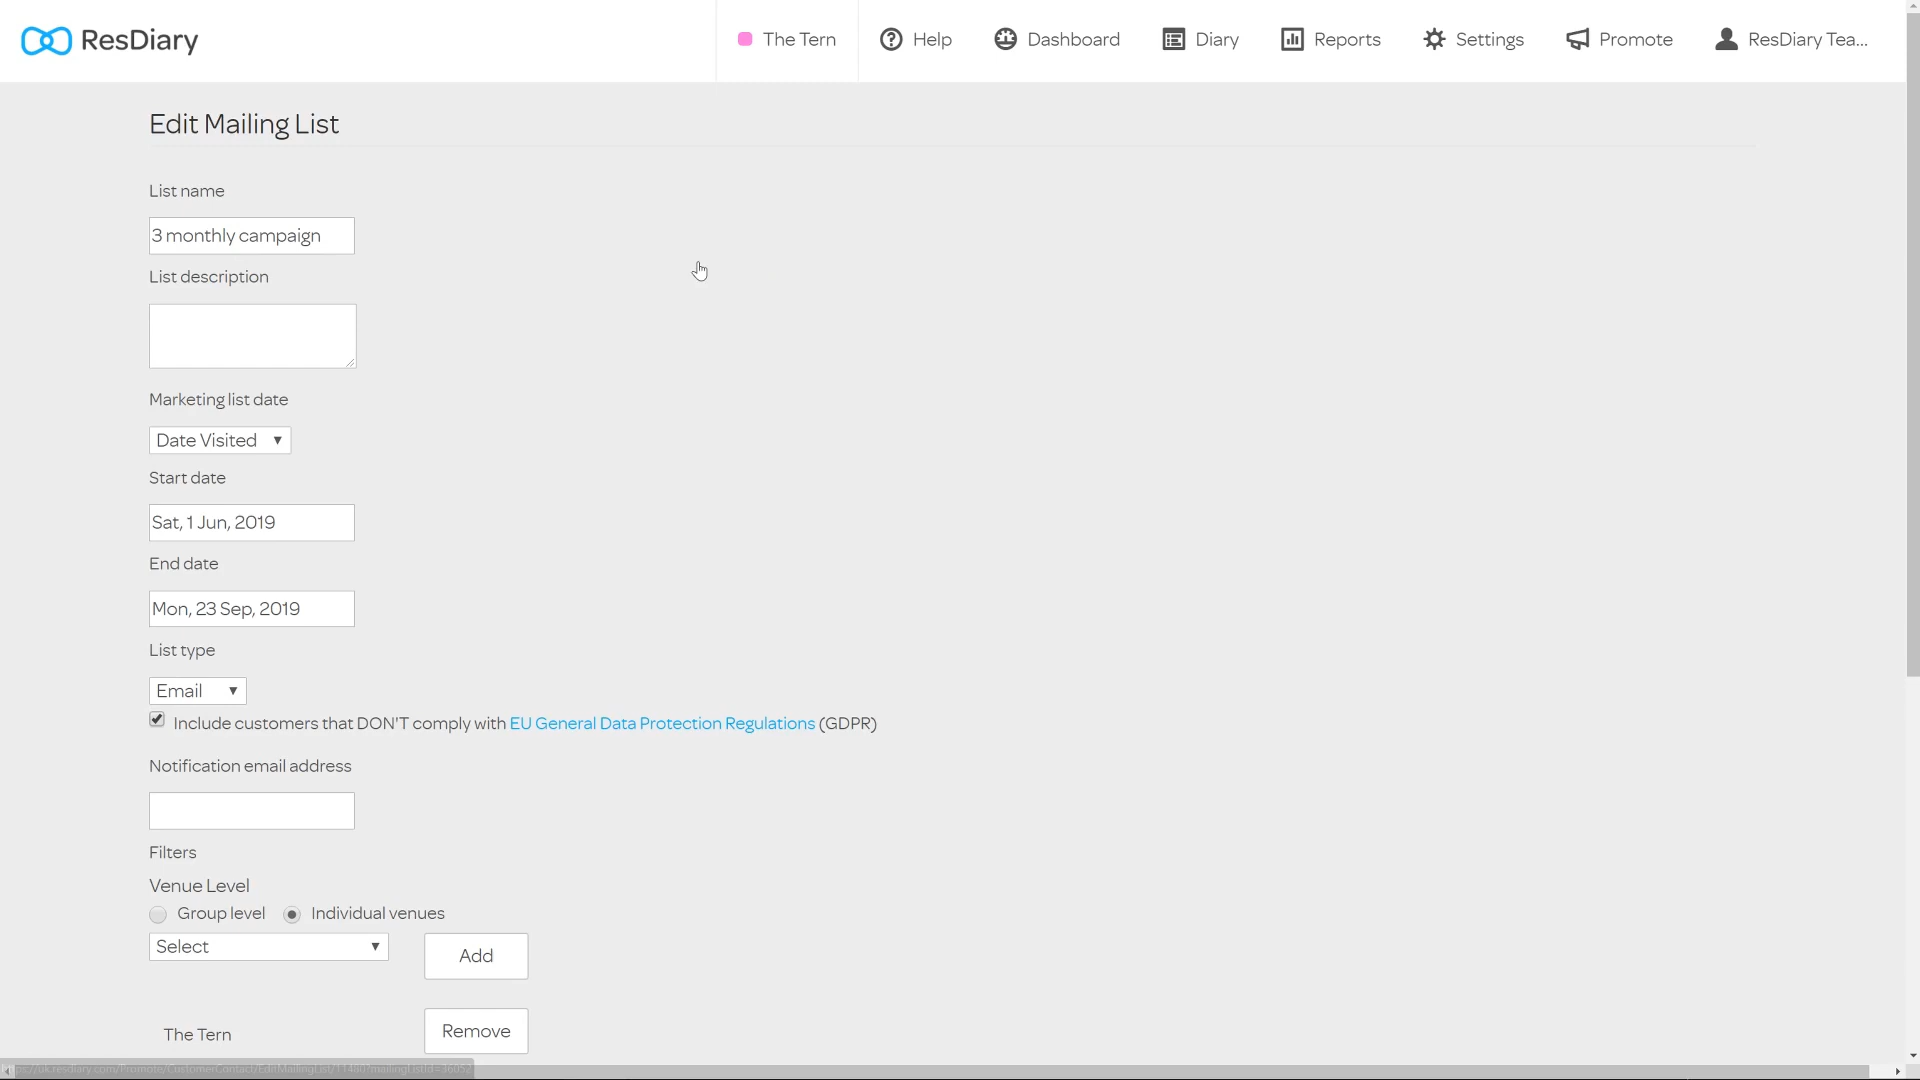 ResDiary
The Tern
Help
Dashboard
Diary
Reports
Settings
Promote
ResDiary Tea...
Edit Mailing List
List name
3 monthly campaign
List description
Marketing list date
Date Visited
Start date
Sat, 1 Jun, 2019
End date
Mon, 23 Sep, 2019
List type
Email
Include customers that DON'T comply with EU General Data Protection Regulations (GDPR)
Notification email address
Filters
Venue Level
Group level
Individual venues
Select
Add
The Tern
Remove